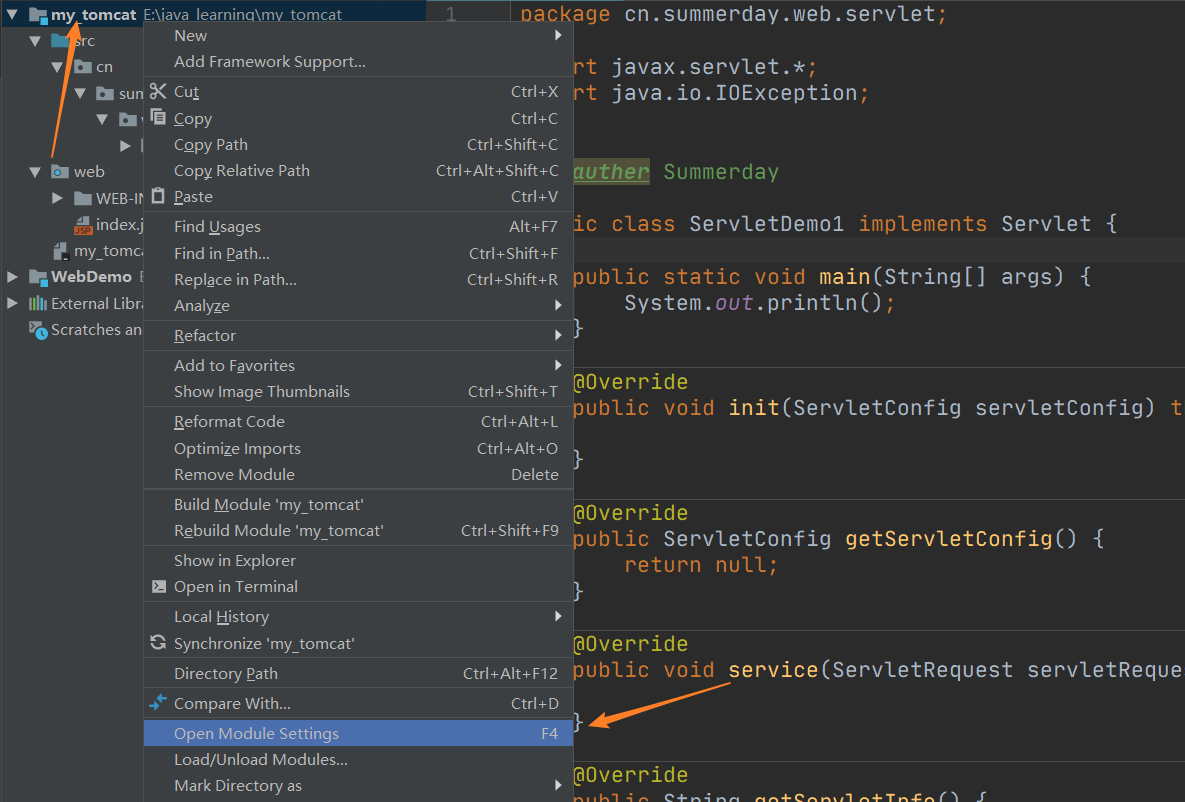 my_tomcat E:\java_learning\my_tomcat
src
cn
sum
web
WEB-IN
index.j
my_tomca
WebDemo
External Libra
Scratches an
New
Add Framework Support...
Cut Ctrl+X
Copy Ctrl+C
Copy Path Ctrl+Shift+C
Copy Relative Path Ctrl+Alt+Shift+C
Paste Ctrl+V
Find Usages Alt+F7
Find in Path... Ctrl+Shift+F
Replace in Path... Ctrl+Shift+R
Analyze
Refactor
Add to Favorites
Show Image Thumbnails Ctrl+Shift+T
Reformat Code Ctrl+Alt+L
Optimize Imports Ctrl+Alt+O
Remove Module Delete
Build Module 'my_tomcat'
Rebuild Module 'my_tomcat' Ctrl+Shift+F9
Show in Explorer
Open in Terminal
Local History
Synchronize 'my_tomcat'
Directory Path Ctrl+Alt+F12
Compare With... Ctrl+D
Open Module Settings F4
Load/Unload Modules...
Mark Directory as
1 package cn.summerday.web.servlet;
rt javax.servlet.*;
rt java.io.IOException;
auther Summerday
ic class ServletDemo1 implements Servlet {
public static void main(String[] args) {
System.out.println();
}
@Override
public void init(ServletConfig servletConfig) t
}
@Override
public ServletConfig getServletConfig() {
return null;
}
@Override
public void service(ServletRequest servletReque
}
@Override
public String getServletInfo() {